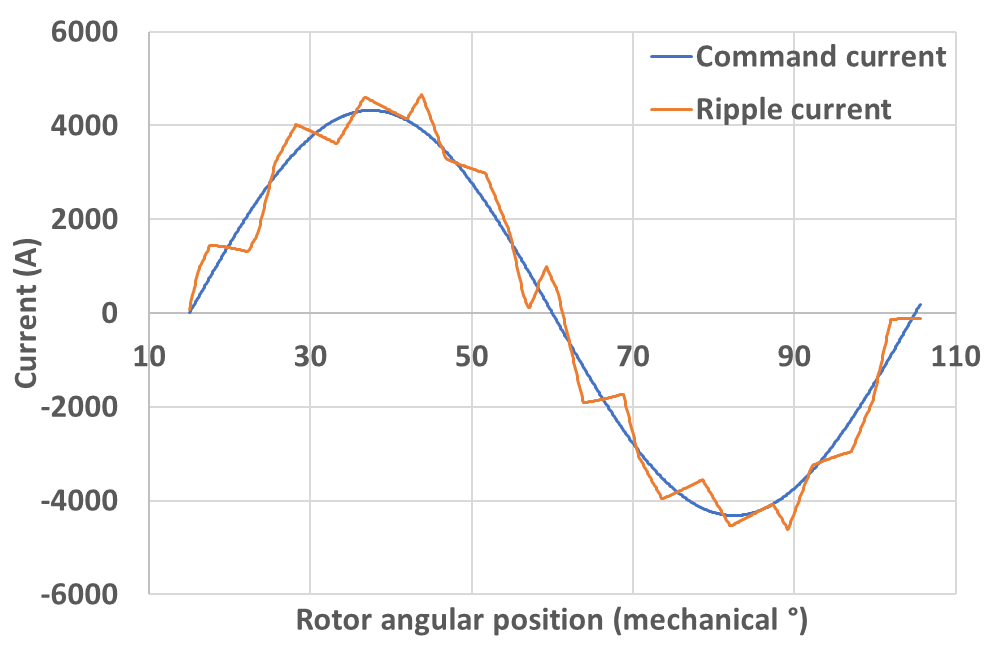 6000
Command current
Ripple current
4000
2000
0
10 30 50 70 90 110
-2000
-4000
-6000
Current (A)
Rotor angular position (mechanical °)